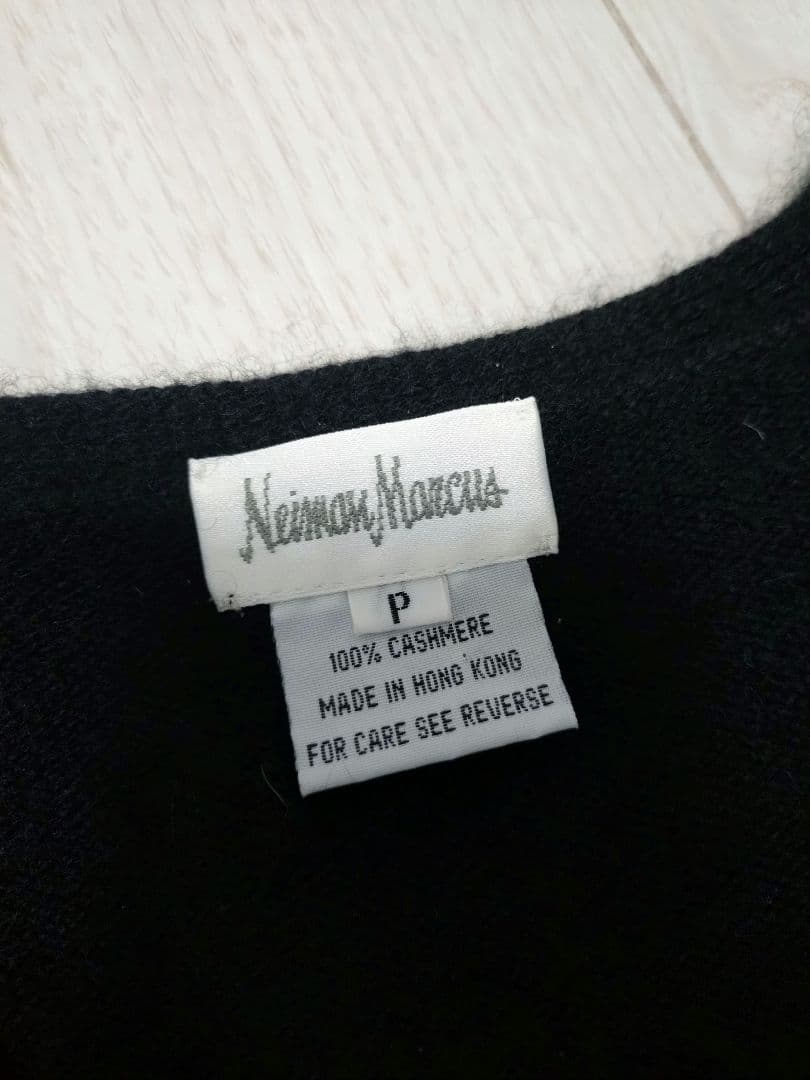 Neiman Marcus
P
100% CASHMERE
MADE IN HONG KONG
FOR CARE SEE REVERSE